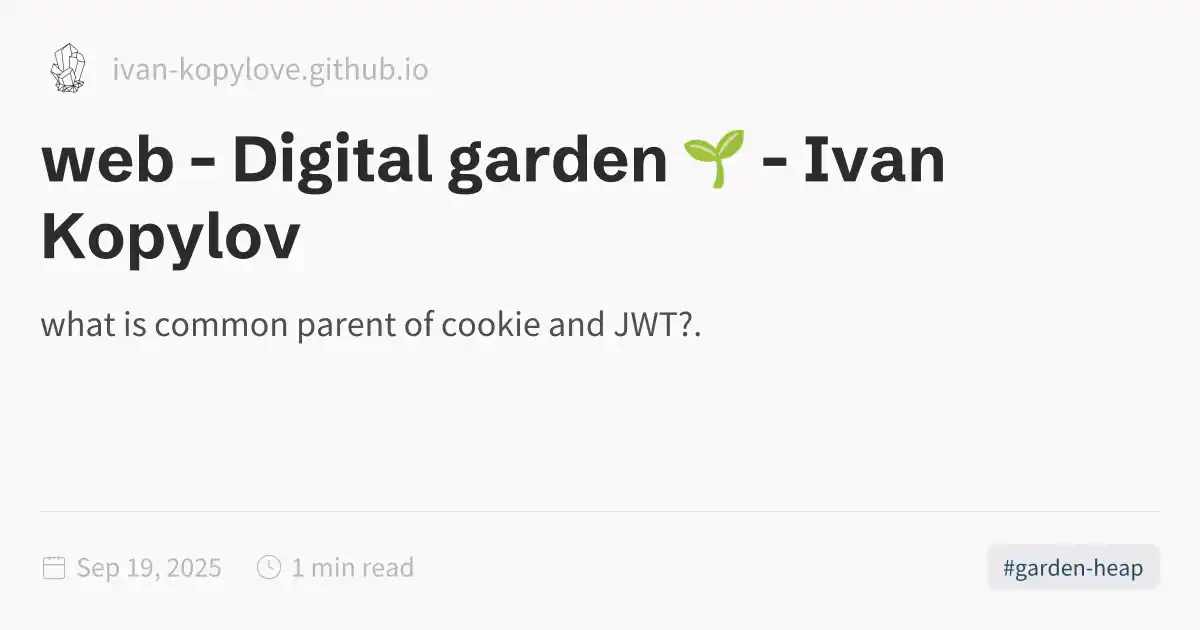 ivan-kopylove.github.io
web - Digital garden 🌱 - Ivan
Kopylov
what is common parent of cookie and JWT?.
Sep 19, 2025 1 min read #garden-heap